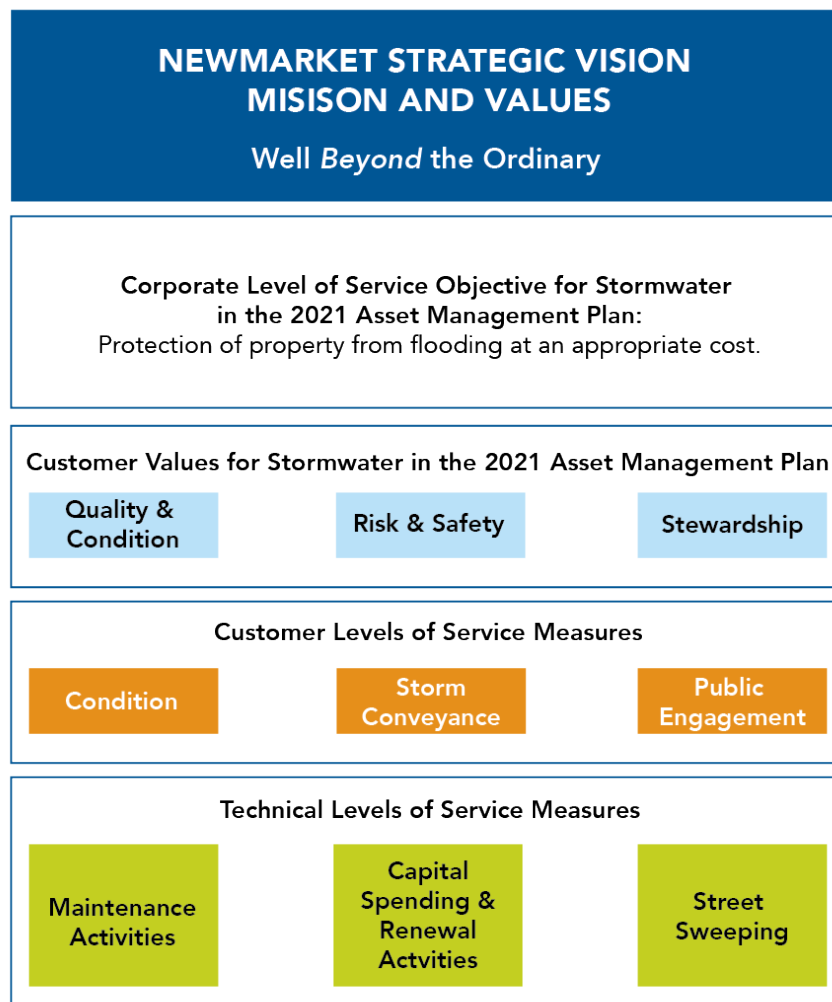 NEWMARKET STRATEGIC VISION
MISISON AND VALUES
Well Beyond the Ordinary
Corporate Level of Service Objective for Stormwater
in the 2021 Asset Management Plan:
Protection of property from flooding at an appropriate cost.
Customer Values for Stormwater in the 2021 Asset Management Plan
Quality &
Condition
Risk & Safety
Stewardship
Customer Levels of Service Measures
Condition
Storm
Conveyance
Public
Engagement
Technical Levels of Service Measures
Maintenance
Activities
Capital
Spending &
Renewal
Actvities
Street
Sweeping